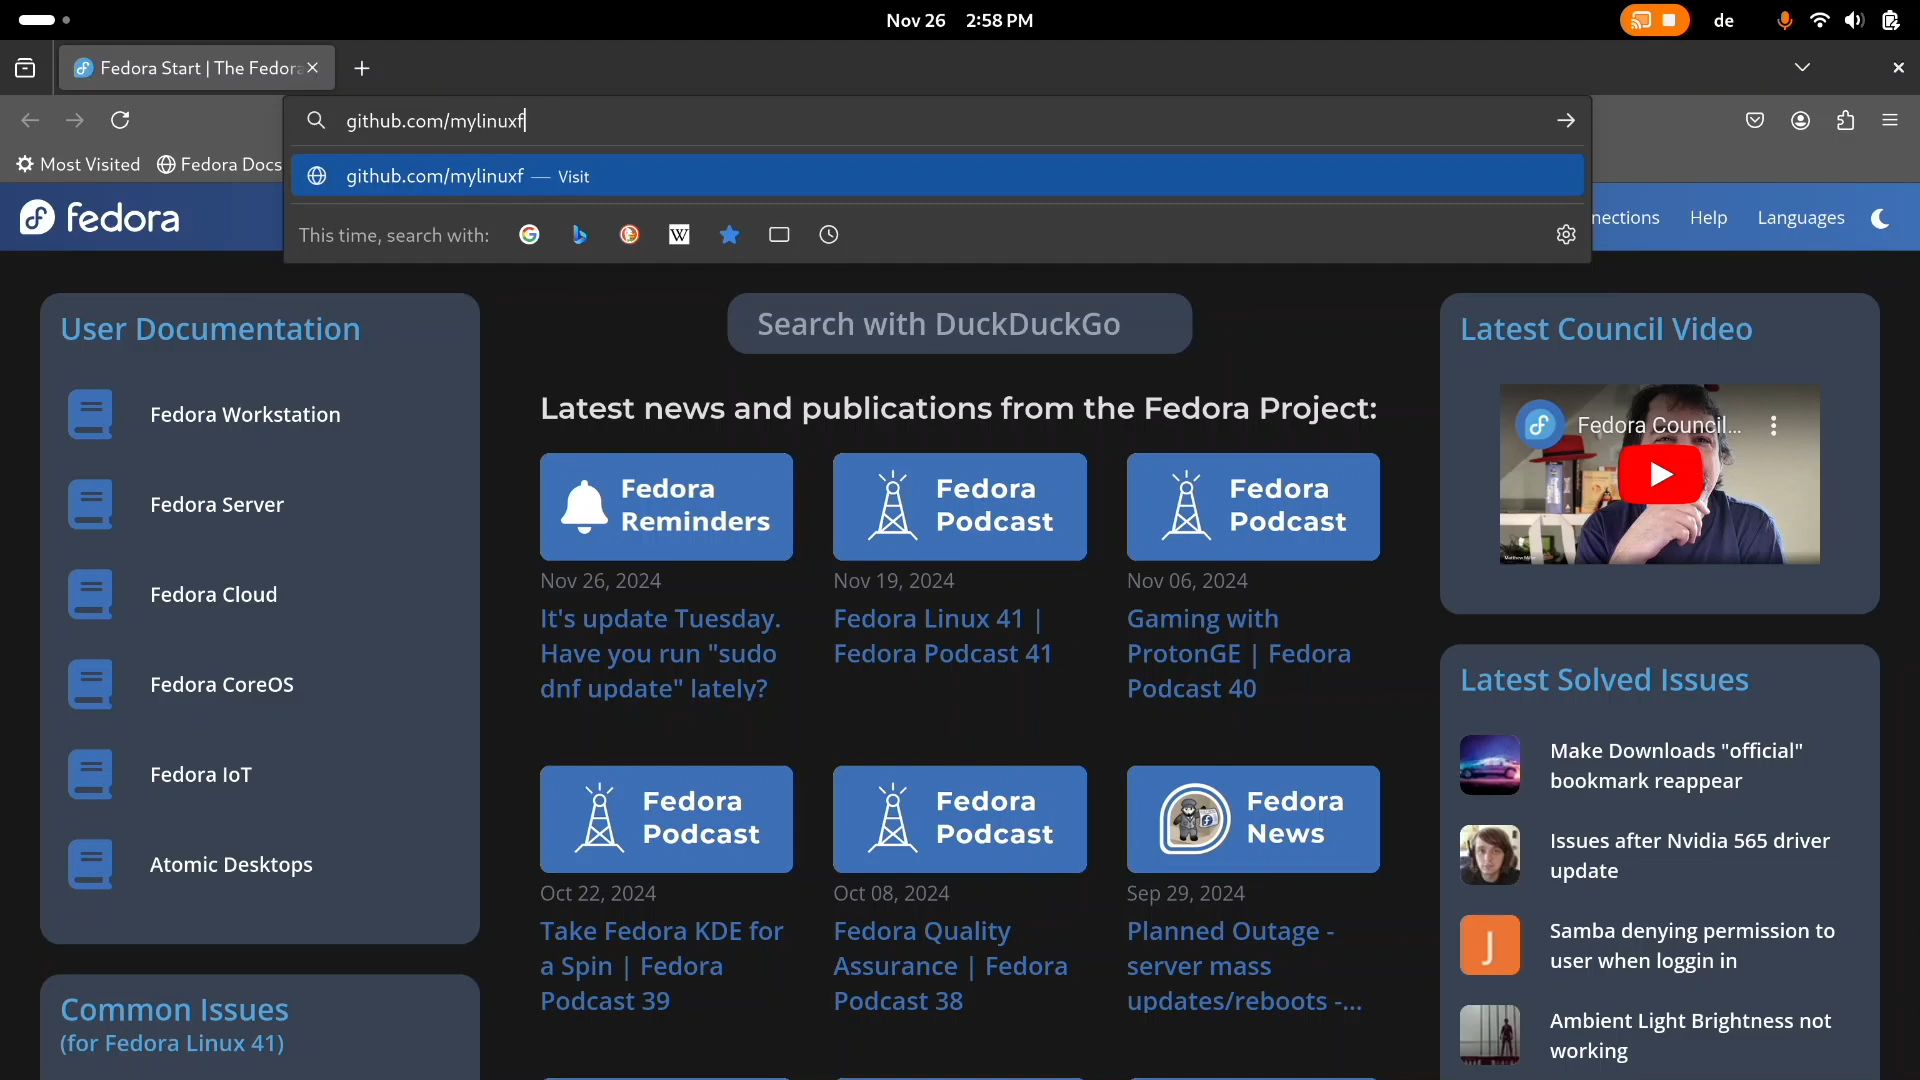 Nov 26 2:58 PM
de
Fedora Start | The Fedora
github.com/mylinuxf
github.com/mylinuxf — Visit
Most Visited
Fedora Docs
This time, search with:
fedora
nections
Help
Languages
User Documentation
Fedora Workstation
Fedora Server
Fedora Cloud
Fedora CoreOS
Fedora IoT
Atomic Desktops
Common Issues
(for Fedora Linux 41)
Search with DuckDuckGo
Latest news and publications from the Fedora Project:
Fedora
Reminders
Nov 26, 2024
It's update Tuesday.
Have you run "sudo
dnf update" lately?
Fedora
Podcast
Nov 19, 2024
Fedora Linux 41 |
Fedora Podcast 41
Fedora
Podcast
Nov 06, 2024
Gaming with
ProtonGE | Fedora
Podcast 40
Fedora
Podcast
Oct 22, 2024
Take Fedora KDE for
a Spin | Fedora
Podcast 39
Fedora
Podcast
Oct 08, 2024
Fedora Quality
Assurance | Fedora
Podcast 38
Fedora
News
Sep 29, 2024
Planned Outage -
server mass
updates/reboots -...
Latest Council Video
Fedora Council...
Latest Solved Issues
Make Downloads "official"
bookmark reappear
Issues after Nvidia 565 driver
update
J
Samba denying permission to
user when loggin in
Ambient Light Brightness not
working